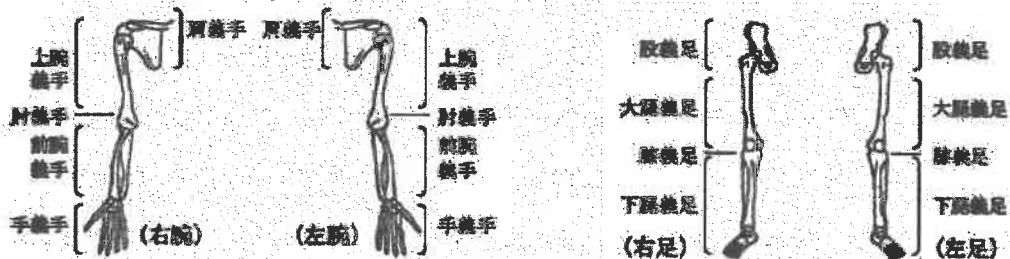 肩義手 肩義手
上腕義手 上腕義手
肘義手 肘義手
前腕義手 前腕義手
手義手 手義手
(右腕) (左腕)
股義足 股義足
大腿義足 大腿義足
膝義足 膝義足
下腿義足 下腿義足
(右足) (左足)